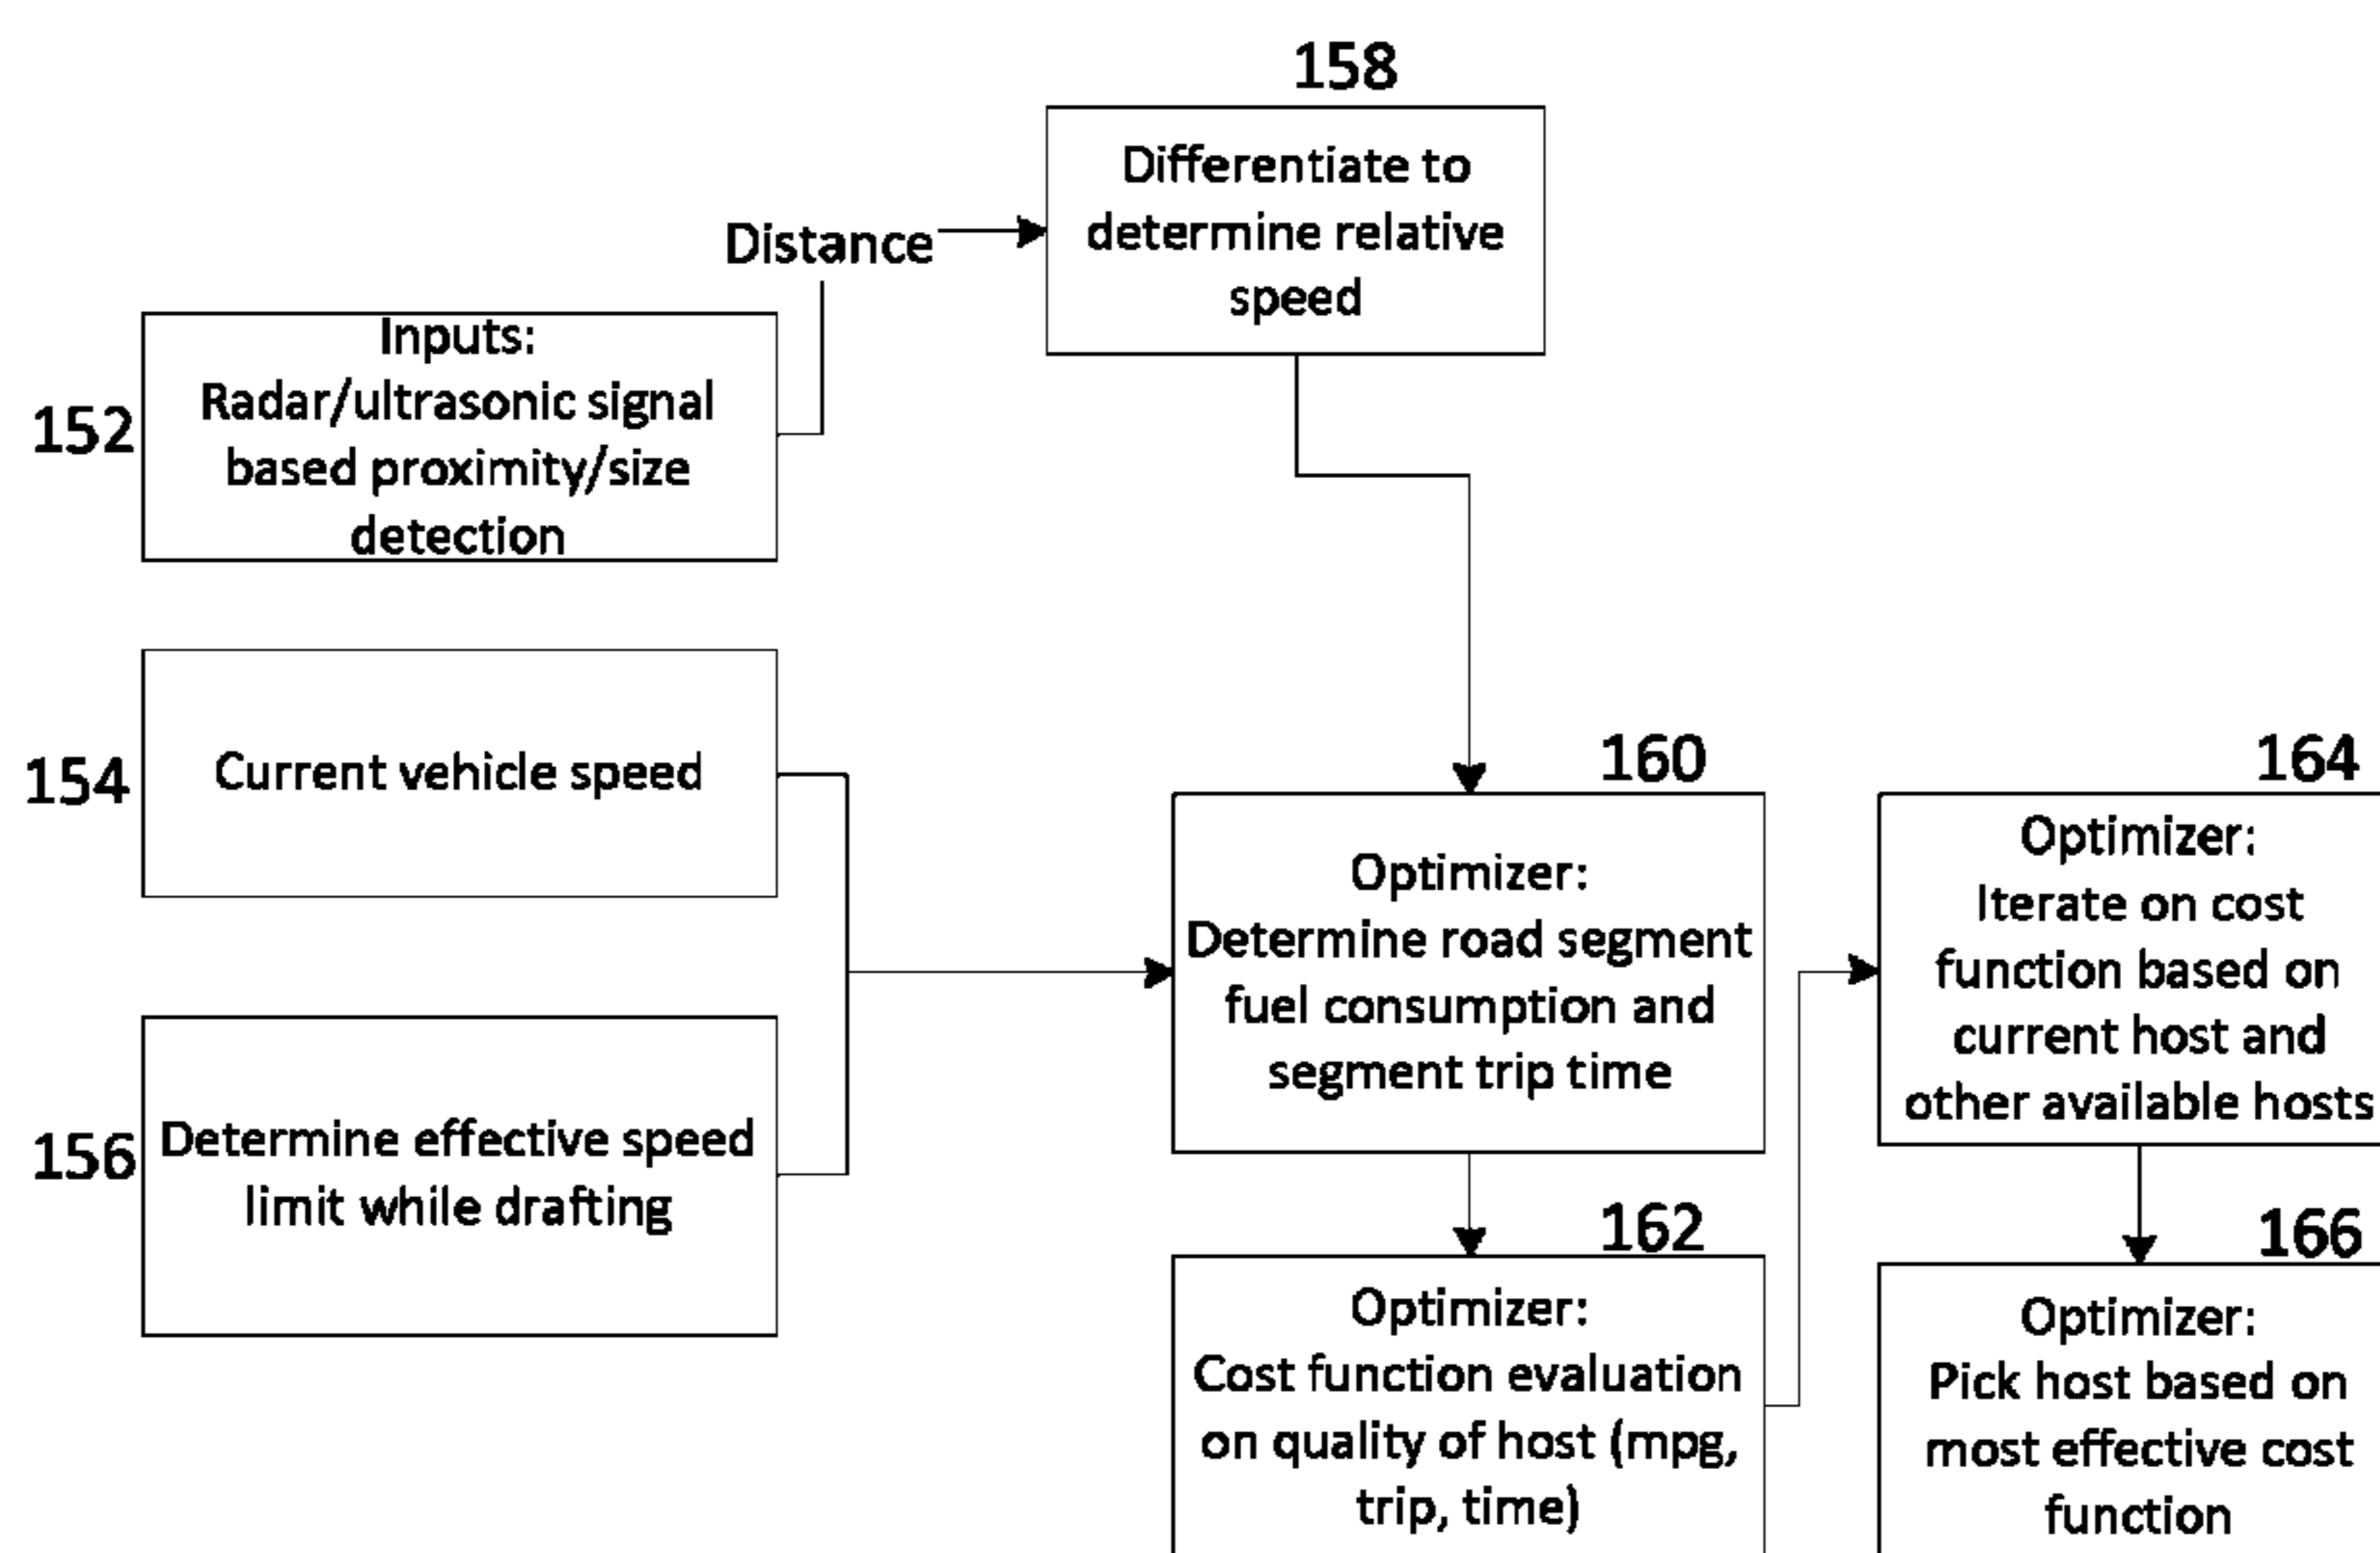 158
Differentiate to
determine relative
speed
Distance
152
Inputs:
Radar/ultrasonic signal
based proximity/size
detection
154
Current vehicle speed
156
Determine effective speed
limit while drafting
160
Optimizer:
Determine road segment
fuel consumption and
segment trip time
162
Optimizer:
Cost function evaluation
on quality of host (mpg,
trip, time)
164
Optimizer:
Iterate on cost
function based on
current host and
other available hosts
166
Optimizer:
Pick host based on
most effective cost
function